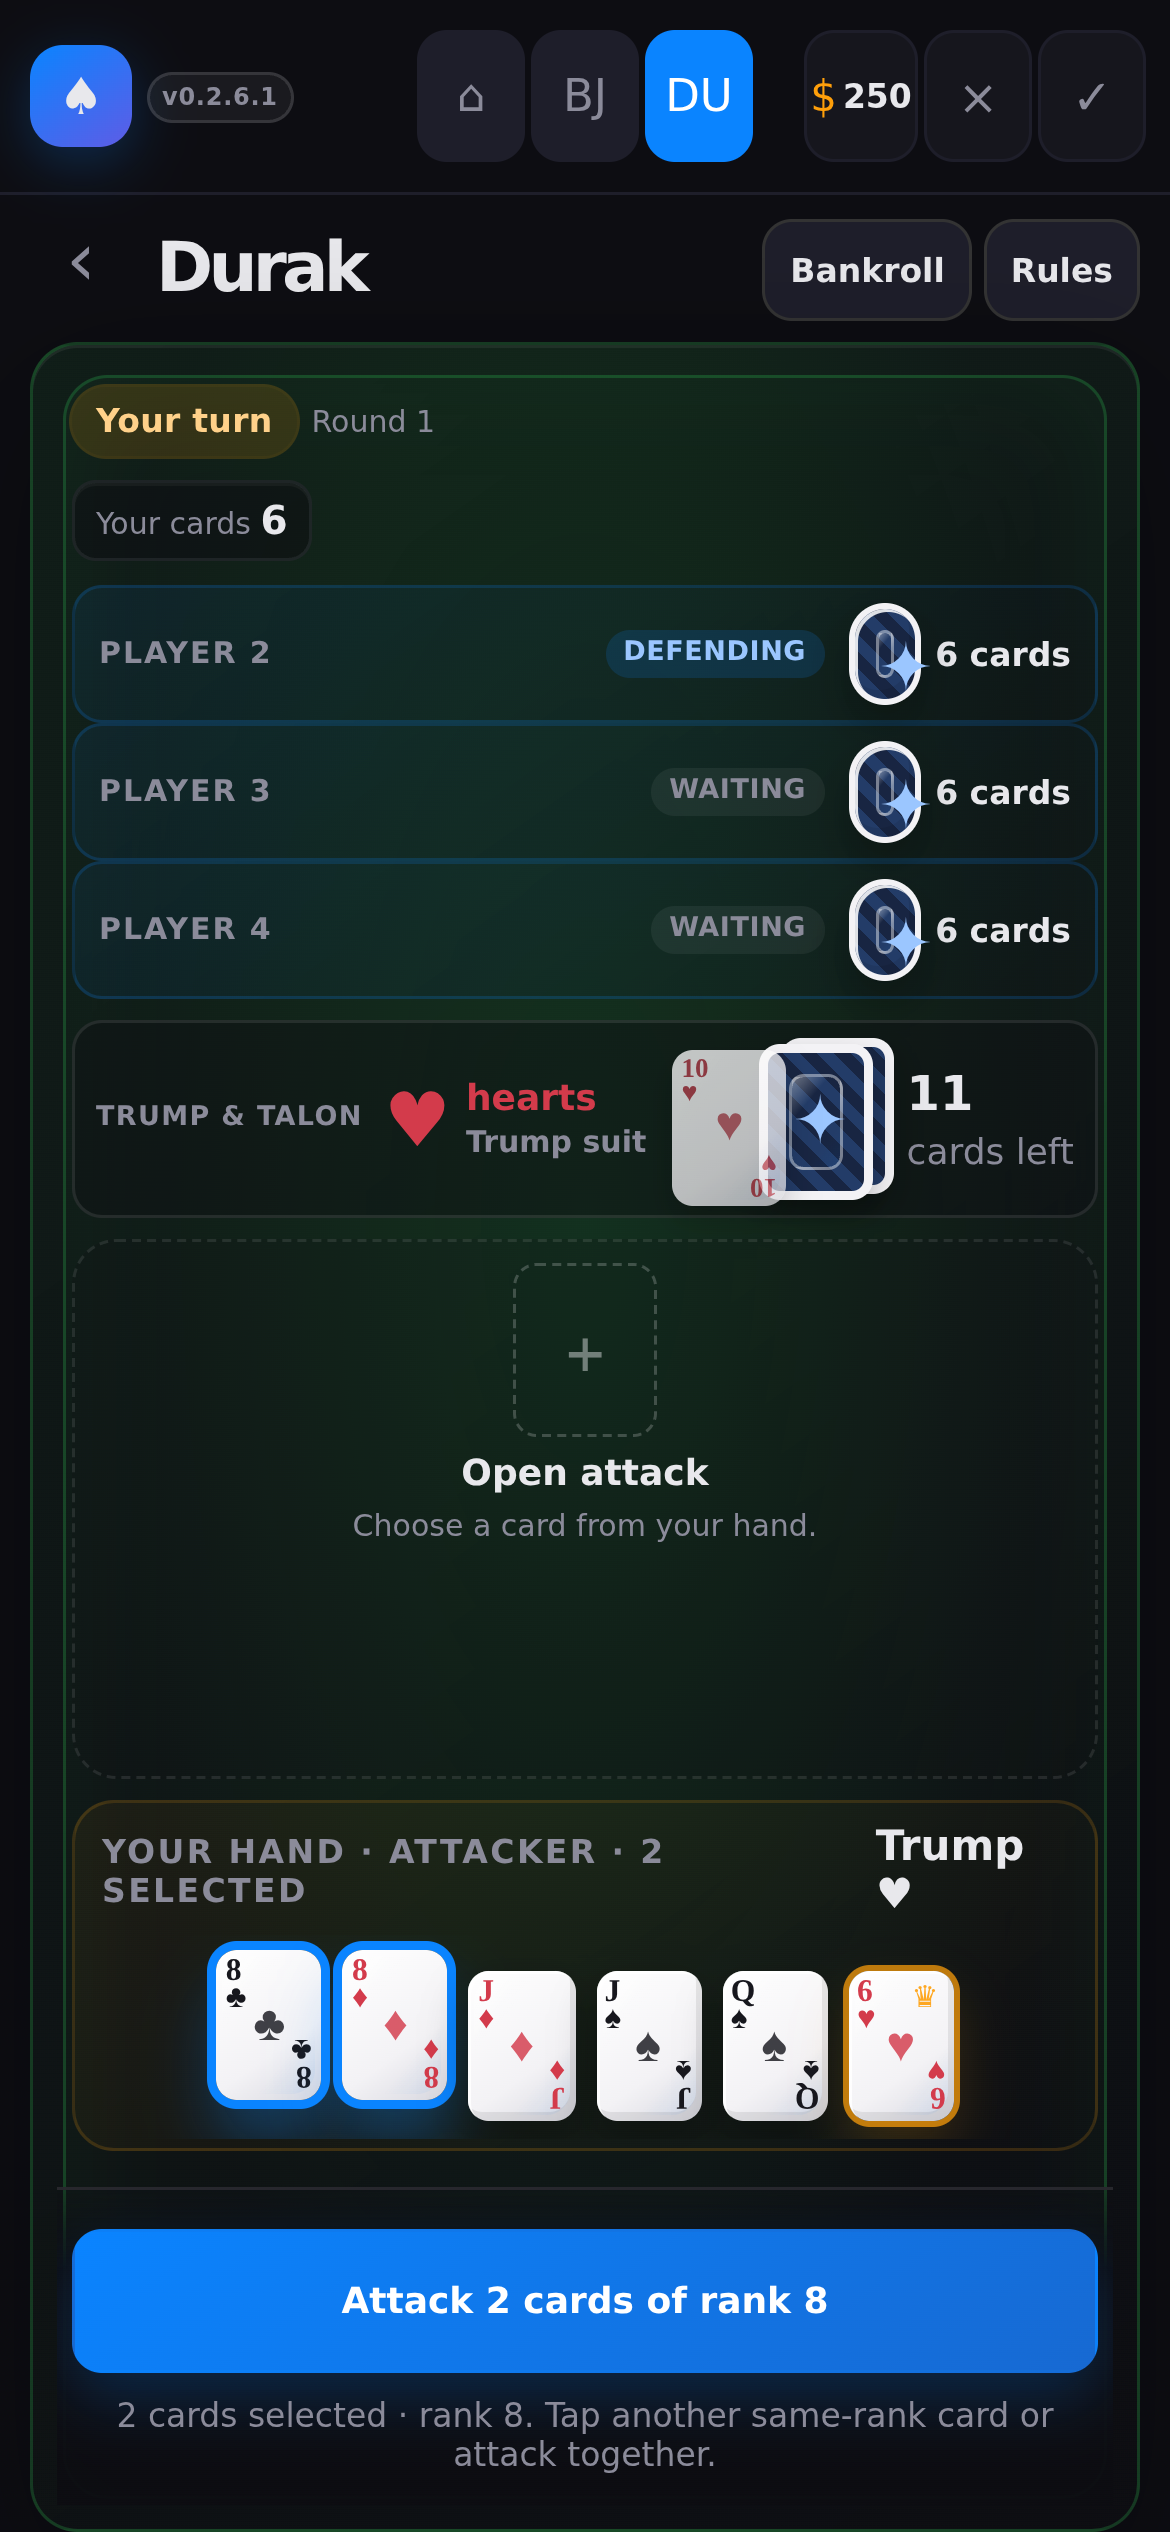 ♠ v0.2.6.1 ⌂ BJ DU $ 250 × ✓
‹ Durak Bankroll Rules
Your turn Round 1
Your cards 6
PLAYER 2 DEFENDING 6 cards
PLAYER 3 WAITING 6 cards
PLAYER 4 WAITING 6 cards
TRUMP & TALON ♥ hearts
Trump suit
10
♥
♥
10
11
cards left
+
Open attack
Choose a card from your hand.
YOUR HAND · ATTACKER · 2
SELECTED
Trump
♥
8 8 J J Q 6
♣ ♦ ♦ ♠ ♠ ♥
♣ ♦ ♦ ♠ ♠ ♥
8 8 J J Q 6
Attack 2 cards of rank 8
2 cards selected · rank 8. Tap another same-rank card or
attack together.